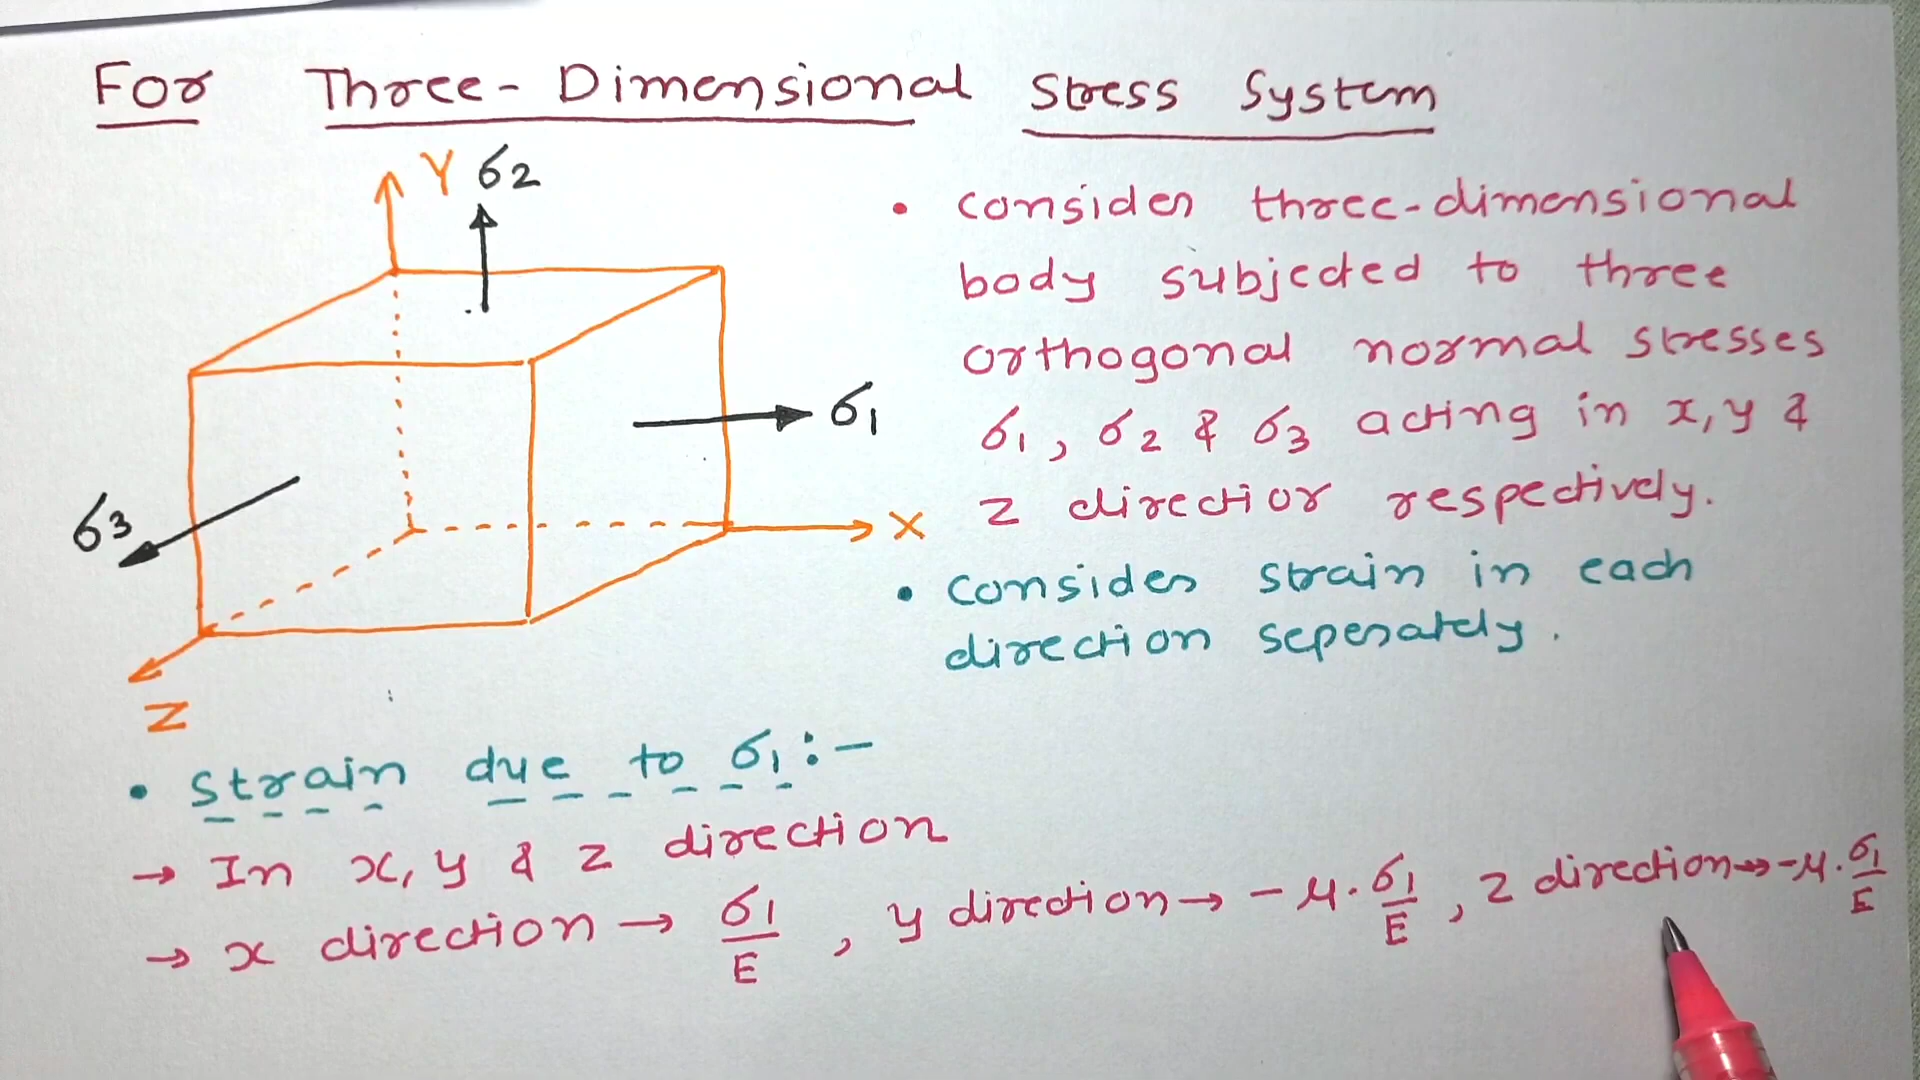 For Three-Dimensional Stress System
Y σ2
σ1
σ3
X
Z
• Consider three-dimensional
body subjected to three
orthogonal normal stresses
σ1, σ2 & σ3 acting in x, y &
z direction respectively.
• Consider strain in each
direction seperately.
• Strain due to σ1:-
→ In x, y & z direction
→ x direction → σ1/E, y direction → -μ.σ1/E, z direction → -μ.σ1/E